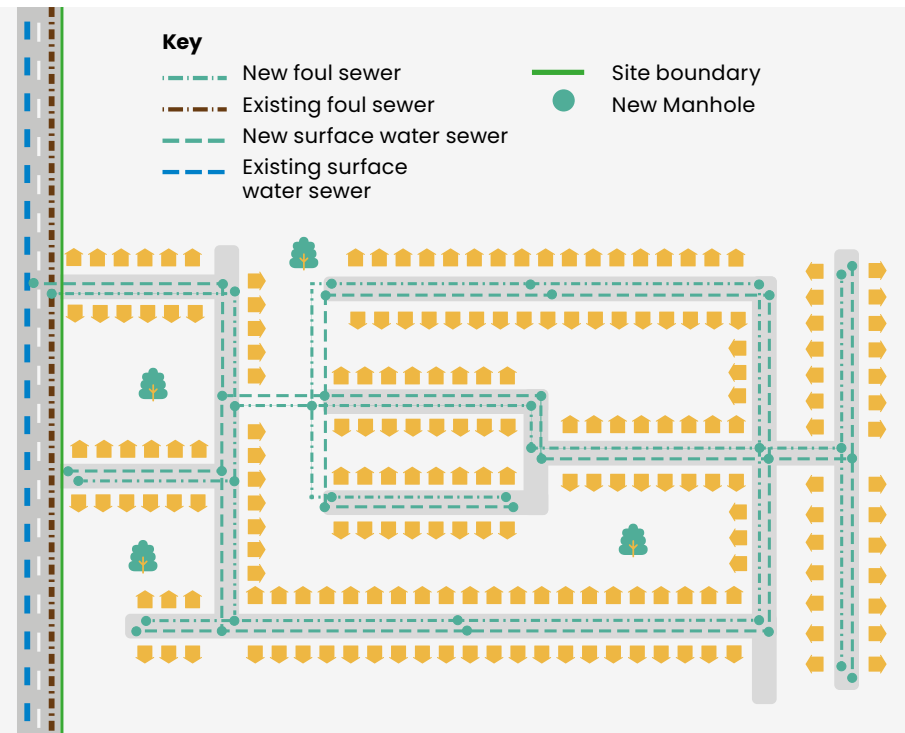 Key
New foul sewer
Existing foul sewer
New surface water sewer
Existing surface
water sewer
Site boundary
New Manhole